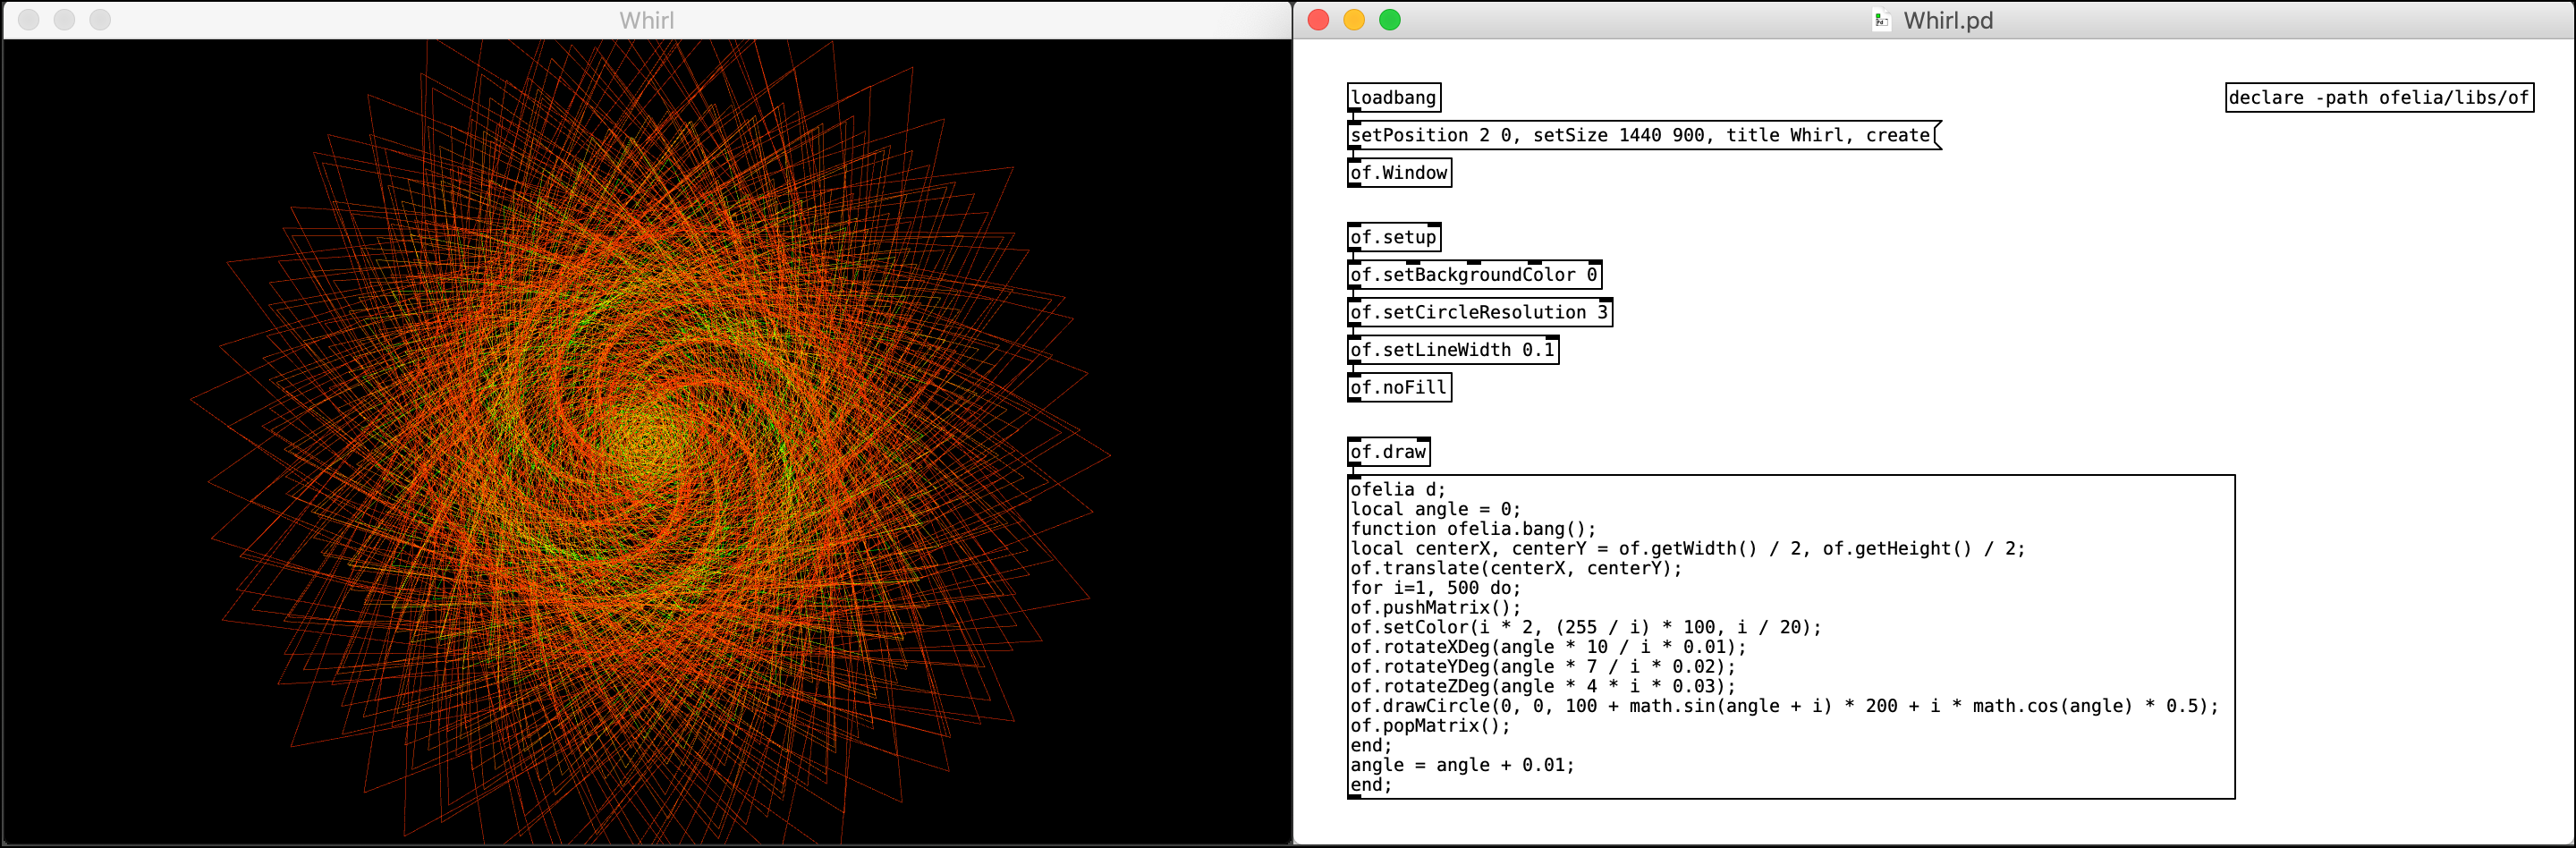 Whirl
Whirl.pd
loadbang
declare -path ofelia/libs/of
setPosition 2 0, setSize 1440 900, title Whirl, create
of.Window
of.setup
of.setBackgroundColor 0
of.setCircleResolution 3
of.setLineWidth 0.1
of.noFill
of.draw
ofelia d;
local angle = 0;
function ofelia.bang();
local centerX, centerY = of.getWidth() / 2, of.getHeight() / 2;
of.translate(centerX, centerY);
for i=1, 500 do;
of.pushMatrix();
of.setColor(i * 2, (255 / i) * 100, i / 20);
of.rotateXDeg(angle * 10 / i * 0.01);
of.rotateYDeg(angle * 7 / i * 0.02);
of.rotateZDeg(angle * 4 * i * 0.03);
of.drawCircle(0, 0, 100 + math.sin(angle + i) * 200 + i * math.cos(angle) * 0.5);
of.popMatrix();
end;
angle = angle + 0.01;
end;